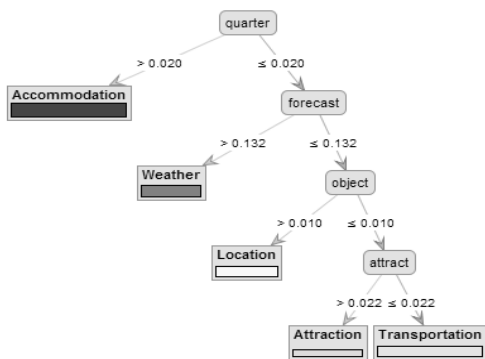 quarter
> 0.020 ≤ 0.020
Accommodation
forecast
> 0.132 ≤ 0.132
Weather
object
> 0.010 ≤ 0.010
Location
attract
> 0.022 ≤ 0.022
Attraction Transportation